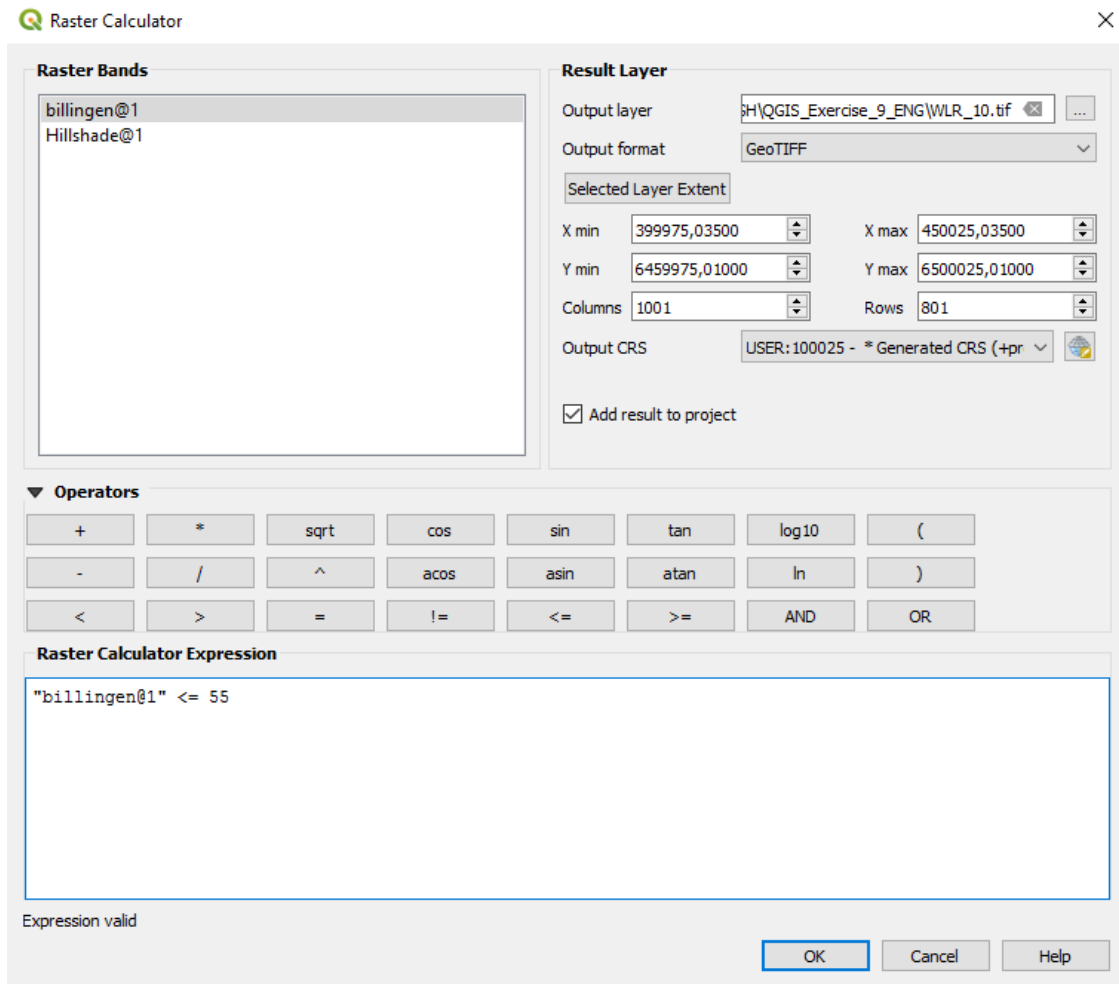 Raster Calculator
Raster Bands
billingen@1
Hillshade@1
Result Layer
Output layer ;H\QGIS_Exercise_9_ENG\WLR_10.tif ...
Output format GeoTIFF
Selected Layer Extent
X min 399975,03500 X max 450025,03500
Y min 6459975,01000 Y max 6500025,01000
Columns 1001 Rows 801
Output CRS USER:100025 - * Generated CRS (+pr
Add result to project
Operators
+ * sqrt cos sin tan log10 (
- / ^ acos asin atan ln )
< > = != <= >= AND OR
Raster Calculator Expression
"billingen@1" <= 55
Expression valid
OK Cancel Help